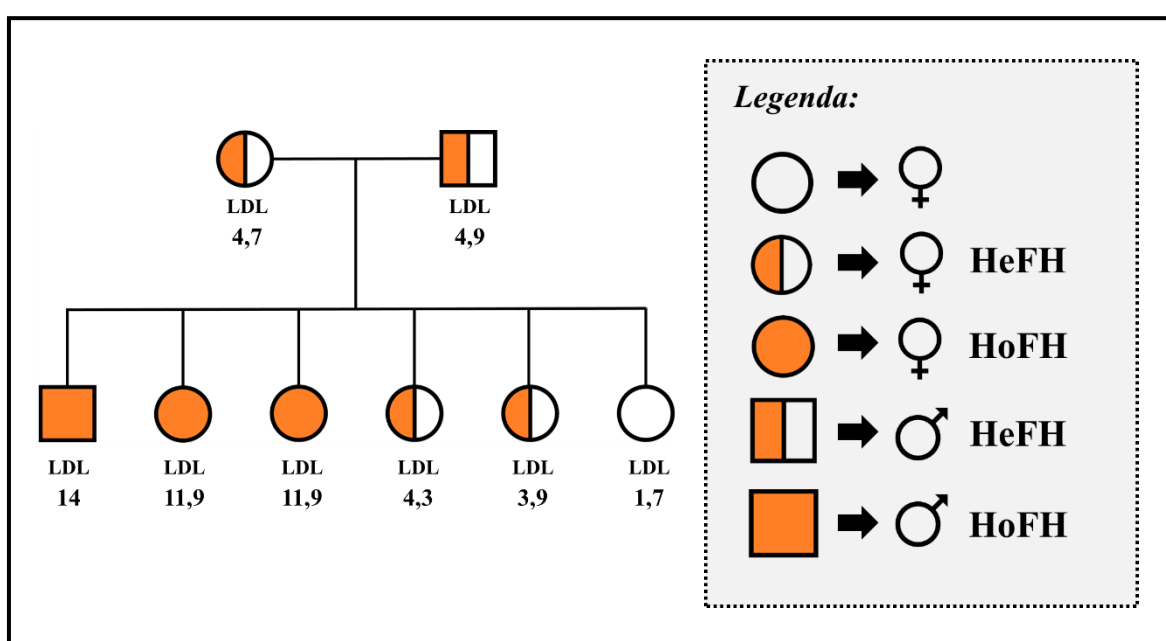 Legenda:
HeFH
HoFH
HeFH
HoFH
LDL LDL
4,7 4,9
LDL LDL LDL LDL LDL LDL
14 11,9 11,9 4,3 3,9 1,7